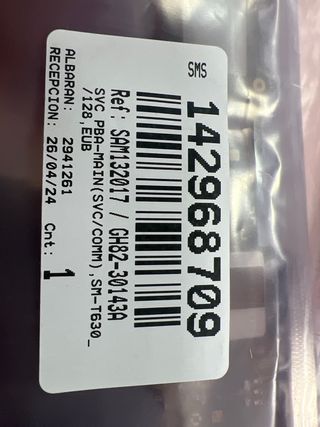 SMS
142968709
Ref: SAM132017 / GH82-30143A
SVC PBA-MAIN(SVC/COMM),SM-T630_
/128,EUB
ALBARAN: 2941261
RECEPCION: 26/04/24 Cnt: 1